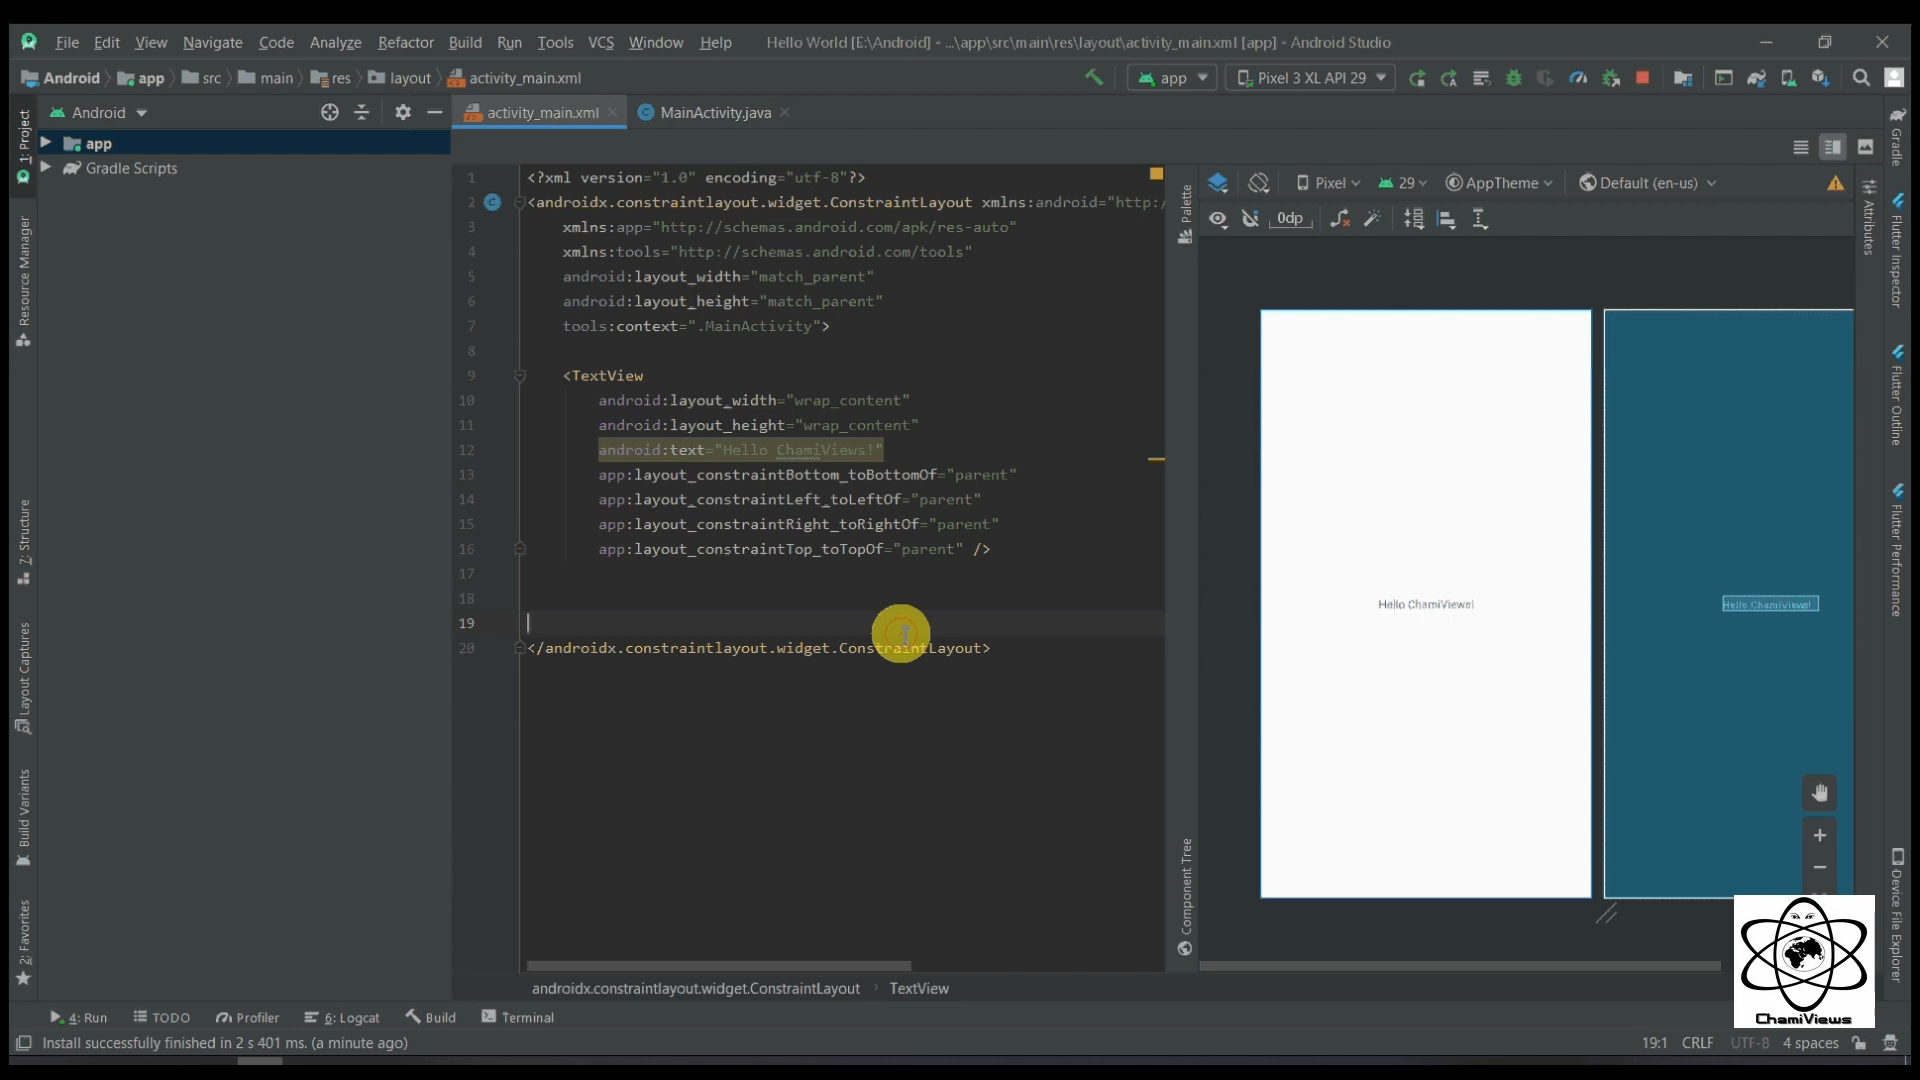 File Edit View Navigate Code Analyze Refactor Build Run Tools VCS Window Help Hello World [E:\Android] - ...\app\src\main\res\layout\activity_main.xml [app] - Android Studio
Android app src main res layout activity_main.xml app Pixel 3 XL API 29
Android activity_main.xml MainActivity.java
app
Gradle Scripts
1: Project
Resource Manager
7: Structure
Layout Captures
Build Variants
2: Favorites
1 <?xml version="1.0" encoding="utf-8"?>
2 <androidx.constraintlayout.widget.ConstraintLayout xmlns:android="http:/
3 xmlns:app="http://schemas.android.com/apk/res-auto"
4 xmlns:tools="http://schemas.android.com/tools"
5 android:layout_width="match_parent"
6 android:layout_height="match_parent"
7 tools:context=".MainActivity">
8
9 <TextView
10 android:layout_width="wrap_content"
11 android:layout_height="wrap_content"
12 android:text="Hello ChamiViews!"
13 app:layout_constraintBottom_toBottomOf="parent"
14 app:layout_constraintLeft_toLeftOf="parent"
15 app:layout_constraintRight_toRightOf="parent"
16 app:layout_constraintTop_toTopOf="parent" />
17
18
19
20 </androidx.constraintlayout.widget.ConstraintLayout>
androidx.constraintlayout.widget.ConstraintLayout TextView
Palette
Component Tree
Pixel 29 AppTheme Default (en-us)
0dp
Hello ChamiViews!
Hello ChamiViews!
Attributes
Gradle
Flutter Inspector
Flutter Outline
Flutter Performance
Device File Explorer
ChamiViews
4: Run TODO Profiler 6: Logcat Build Terminal
Install successfully finished in 2 s 401 ms. (a minute ago) 19:1 CRLF UTF-8 4 spaces